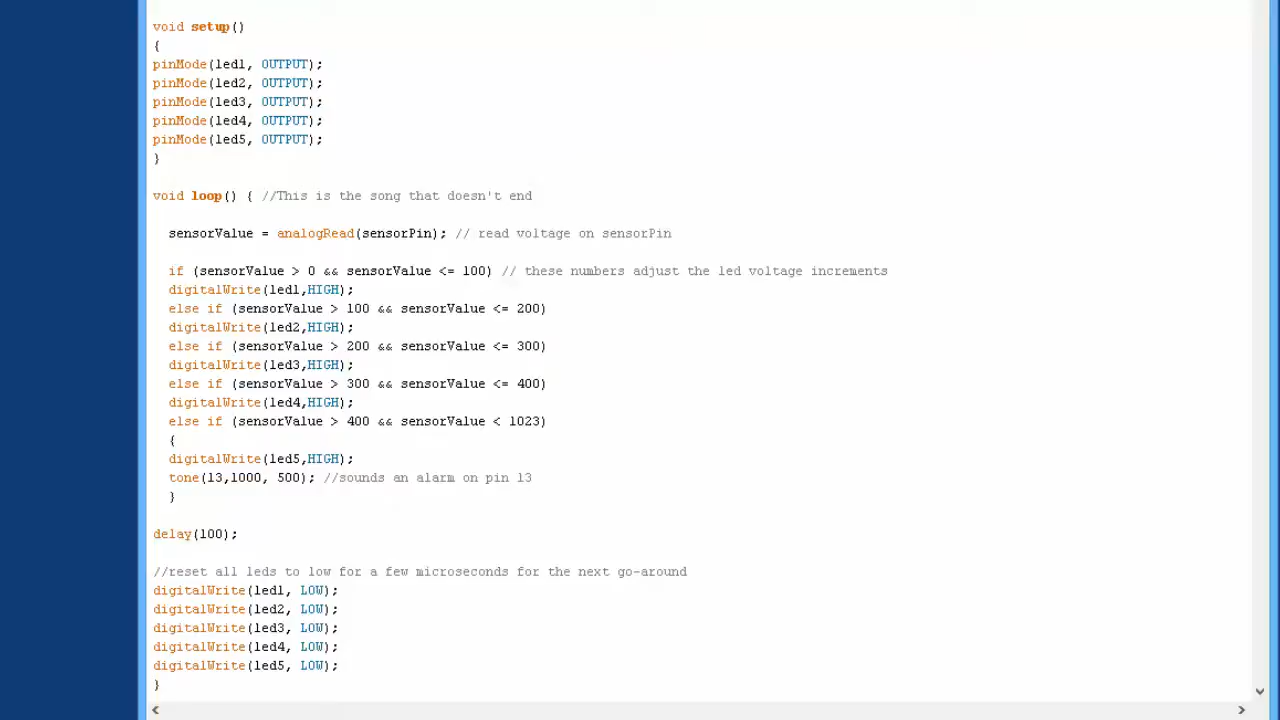 void setup()
{
pinMode(led1, OUTPUT);
pinMode(led2, OUTPUT);
pinMode(led3, OUTPUT);
pinMode(led4, OUTPUT);
pinMode(led5, OUTPUT);
}
void loop() { //This is the song that doesn't end
sensorValue = analogRead(sensorPin); // read voltage on sensorPin
if (sensorValue > 0 && sensorValue <= 100) // these numbers adjust the led voltage increments
digitalWrite(led1,HIGH);
else if (sensorValue > 100 && sensorValue <= 200)
digitalWrite(led2,HIGH);
else if (sensorValue > 200 && sensorValue <= 300)
digitalWrite(led3,HIGH);
else if (sensorValue > 300 && sensorValue <= 400)
digitalWrite(led4,HIGH);
else if (sensorValue > 400 && sensorValue < 1023)
{
digitalWrite(led5,HIGH);
tone(13,1000, 500); //sounds an alarm on pin 13
}
delay(100);
//reset all leds to low for a few microseconds for the next go-around
digitalWrite(led1, LOW);
digitalWrite(led2, LOW);
digitalWrite(led3, LOW);
digitalWrite(led4, LOW);
digitalWrite(led5, LOW);
}